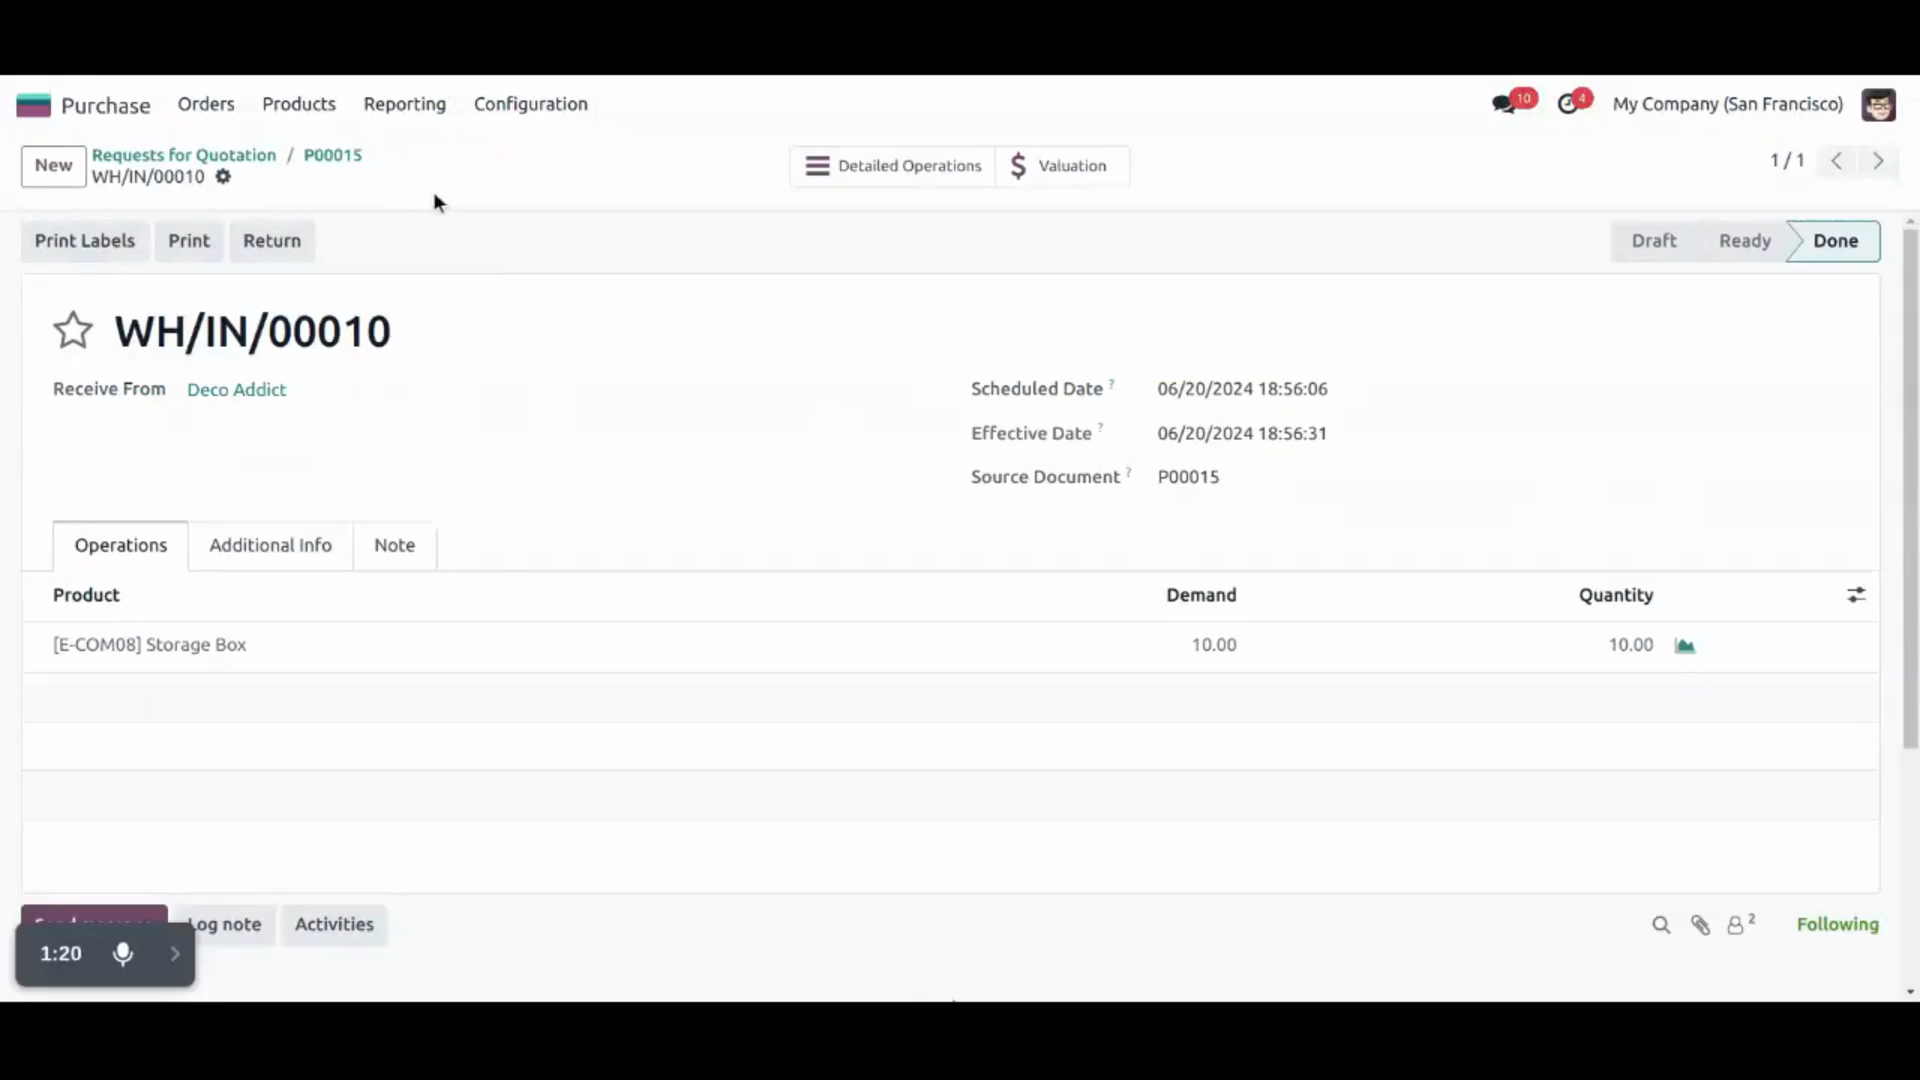 Purchase Orders Products Reporting Configuration 10 4 My Company (San Francisco)
New Requests for Quotation / P00015 Detailed Operations $ Valuation 1 / 1
WH/IN/00010
Print Labels Print Return Draft Ready Done
WH/IN/00010
Receive From Deco Addict Scheduled Date ? 06/20/2024 18:56:06
Effective Date ? 06/20/2024 18:56:31
Source Document ? P00015
Operations Additional Info Note
Product Demand Quantity
[E-COM08] Storage Box 10.00 10.00
Log note Activities 2 Following
1:20